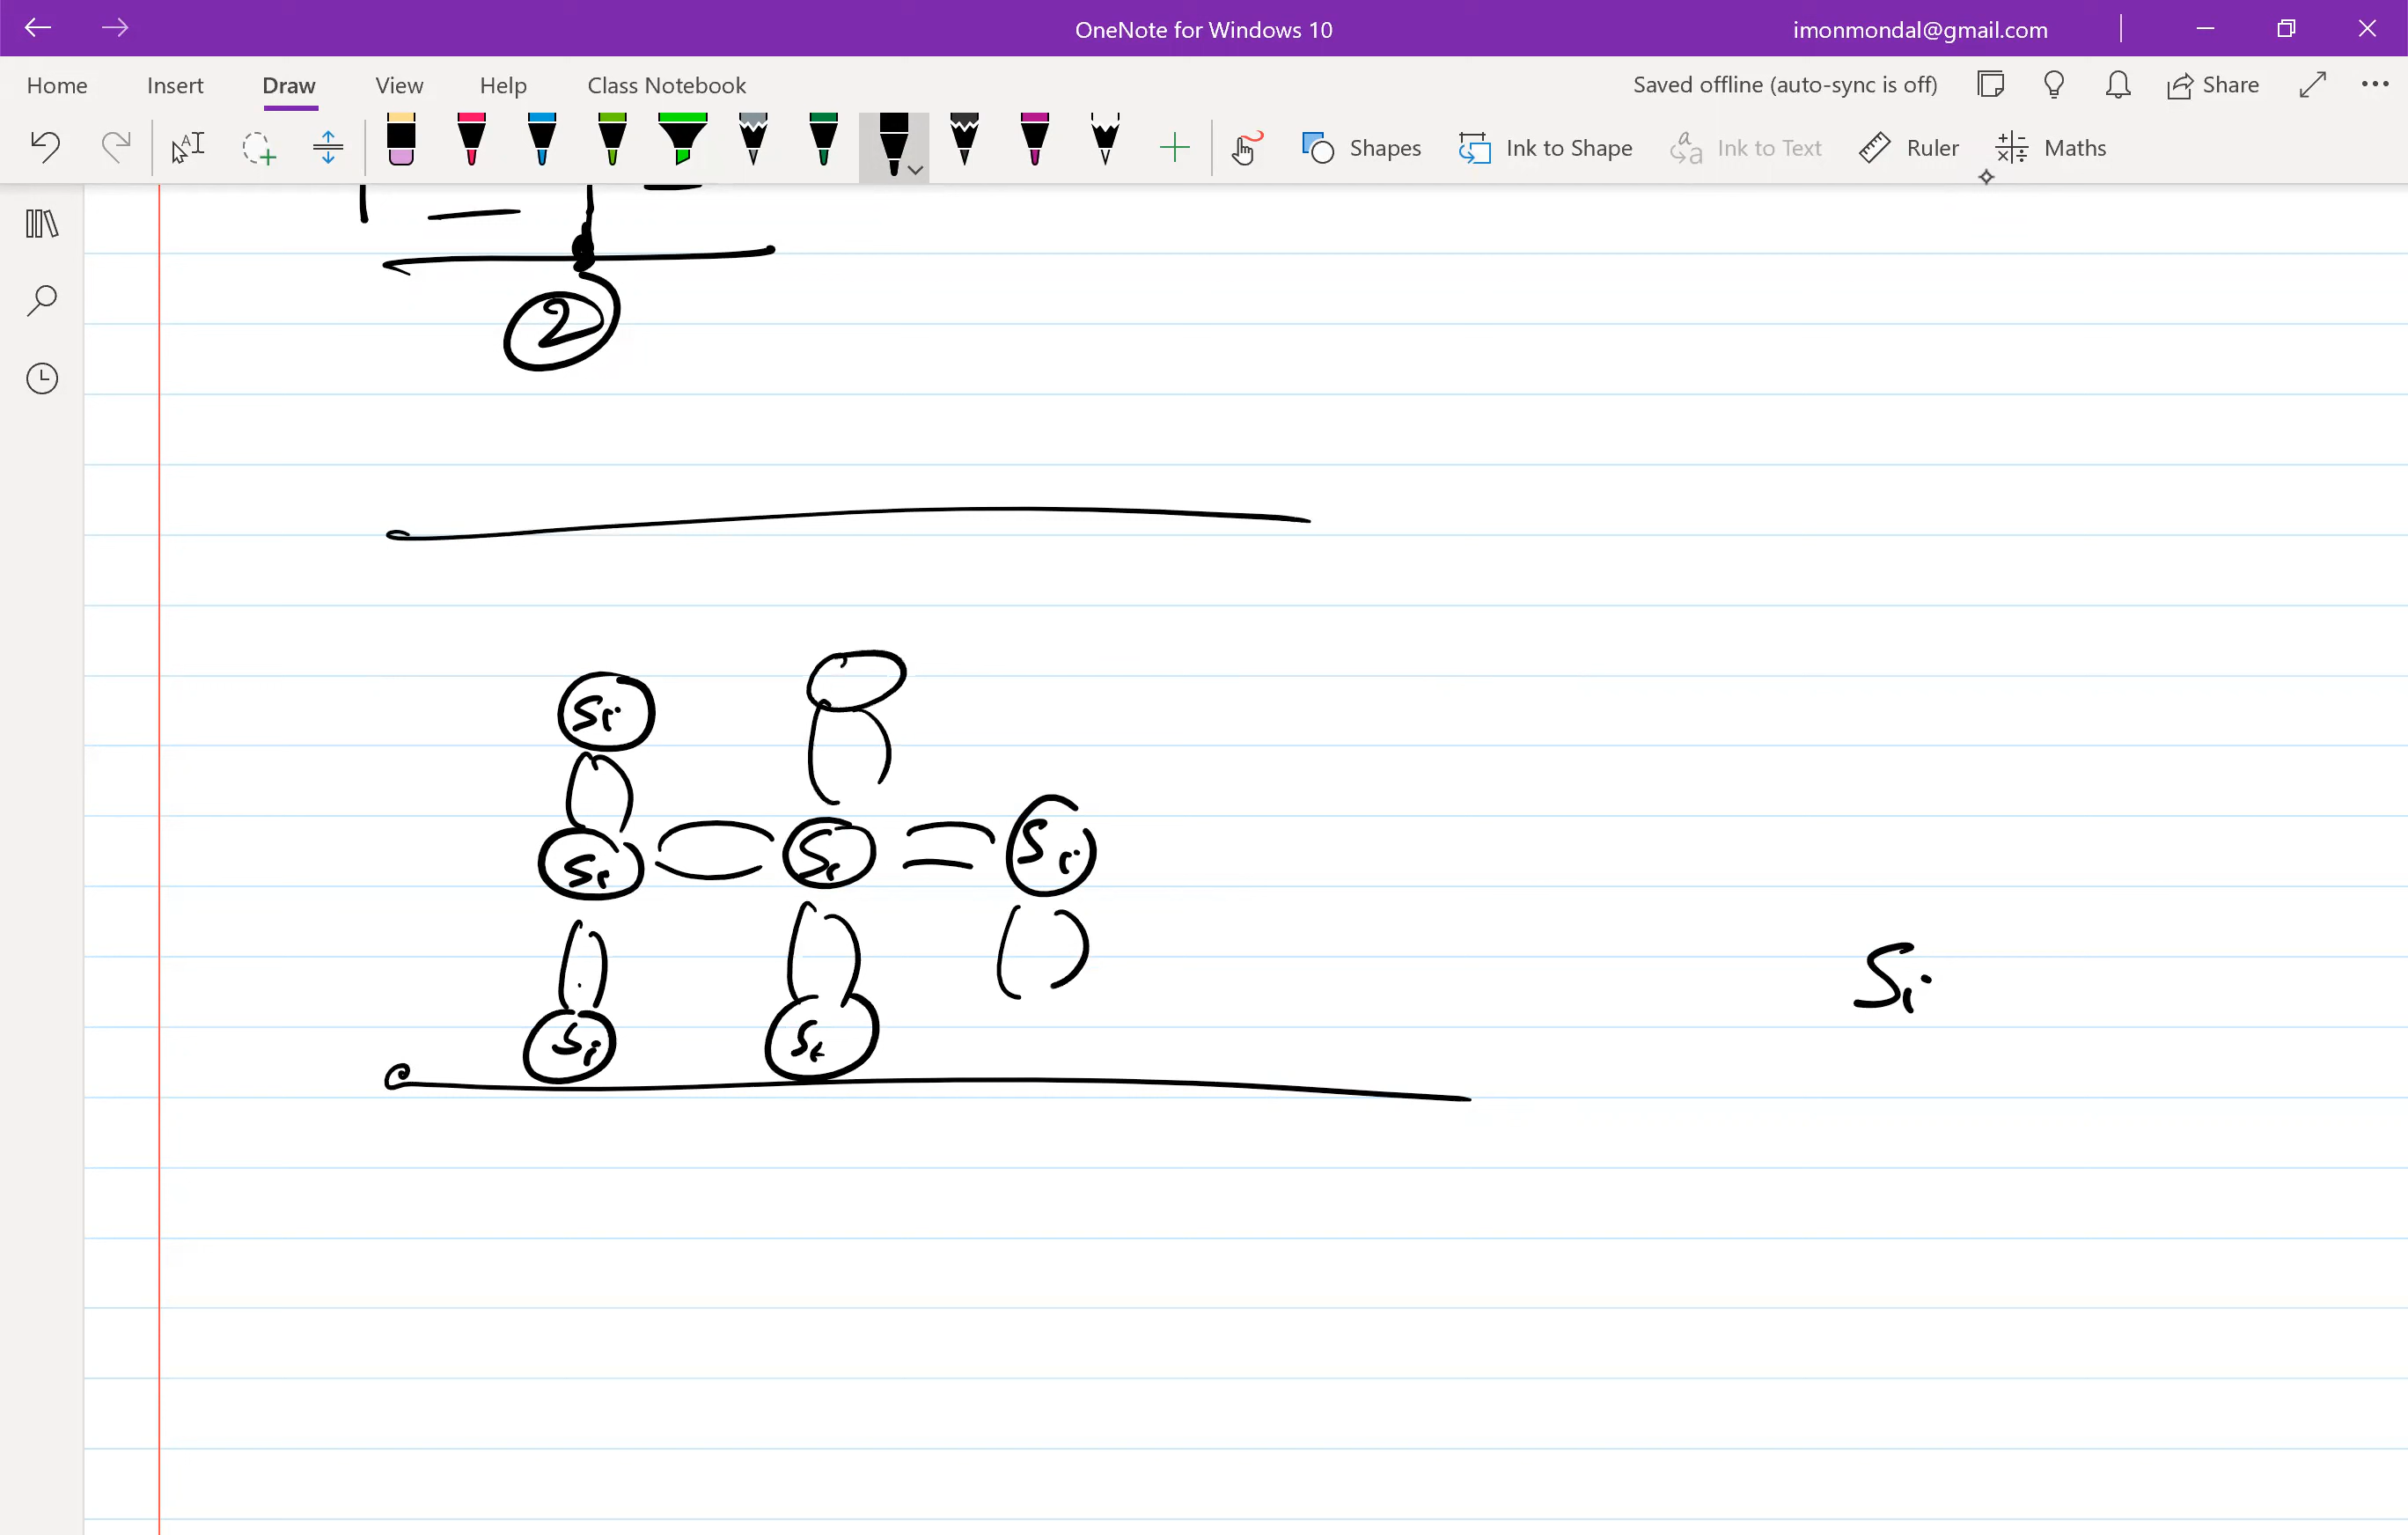 OneNote for Windows 10 imonmondal@gmail.com
Home Insert Draw View Help Class Notebook Saved offline (auto-sync is off) Share
Shapes Ink to Shape Ink to Text Ruler Maths
2
Si
Si Si Si
Si
Si Si